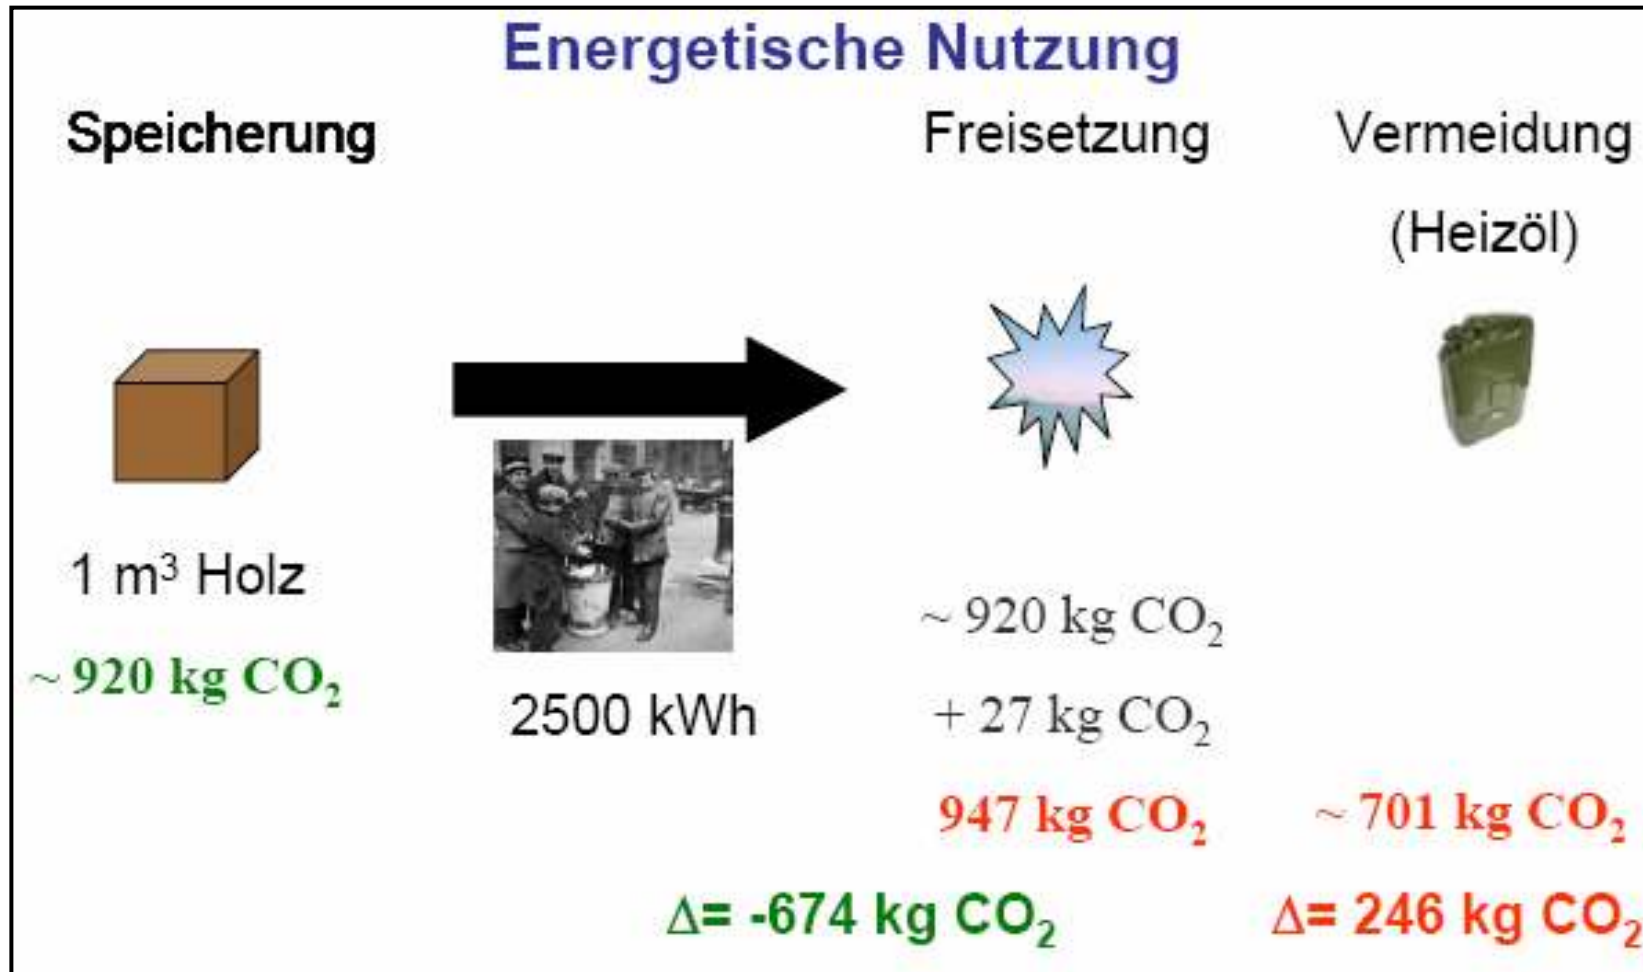 Energetische Nutzung
Speicherung
Freisetzung
Vermeidung
(Heizöl)
1 m³ Holz
~ 920 kg CO₂
2500 kWh
~ 920 kg CO₂
+ 27 kg CO₂
947 kg CO₂
~ 701 kg CO₂
Δ= -674 kg CO₂
Δ= 246 kg CO₂